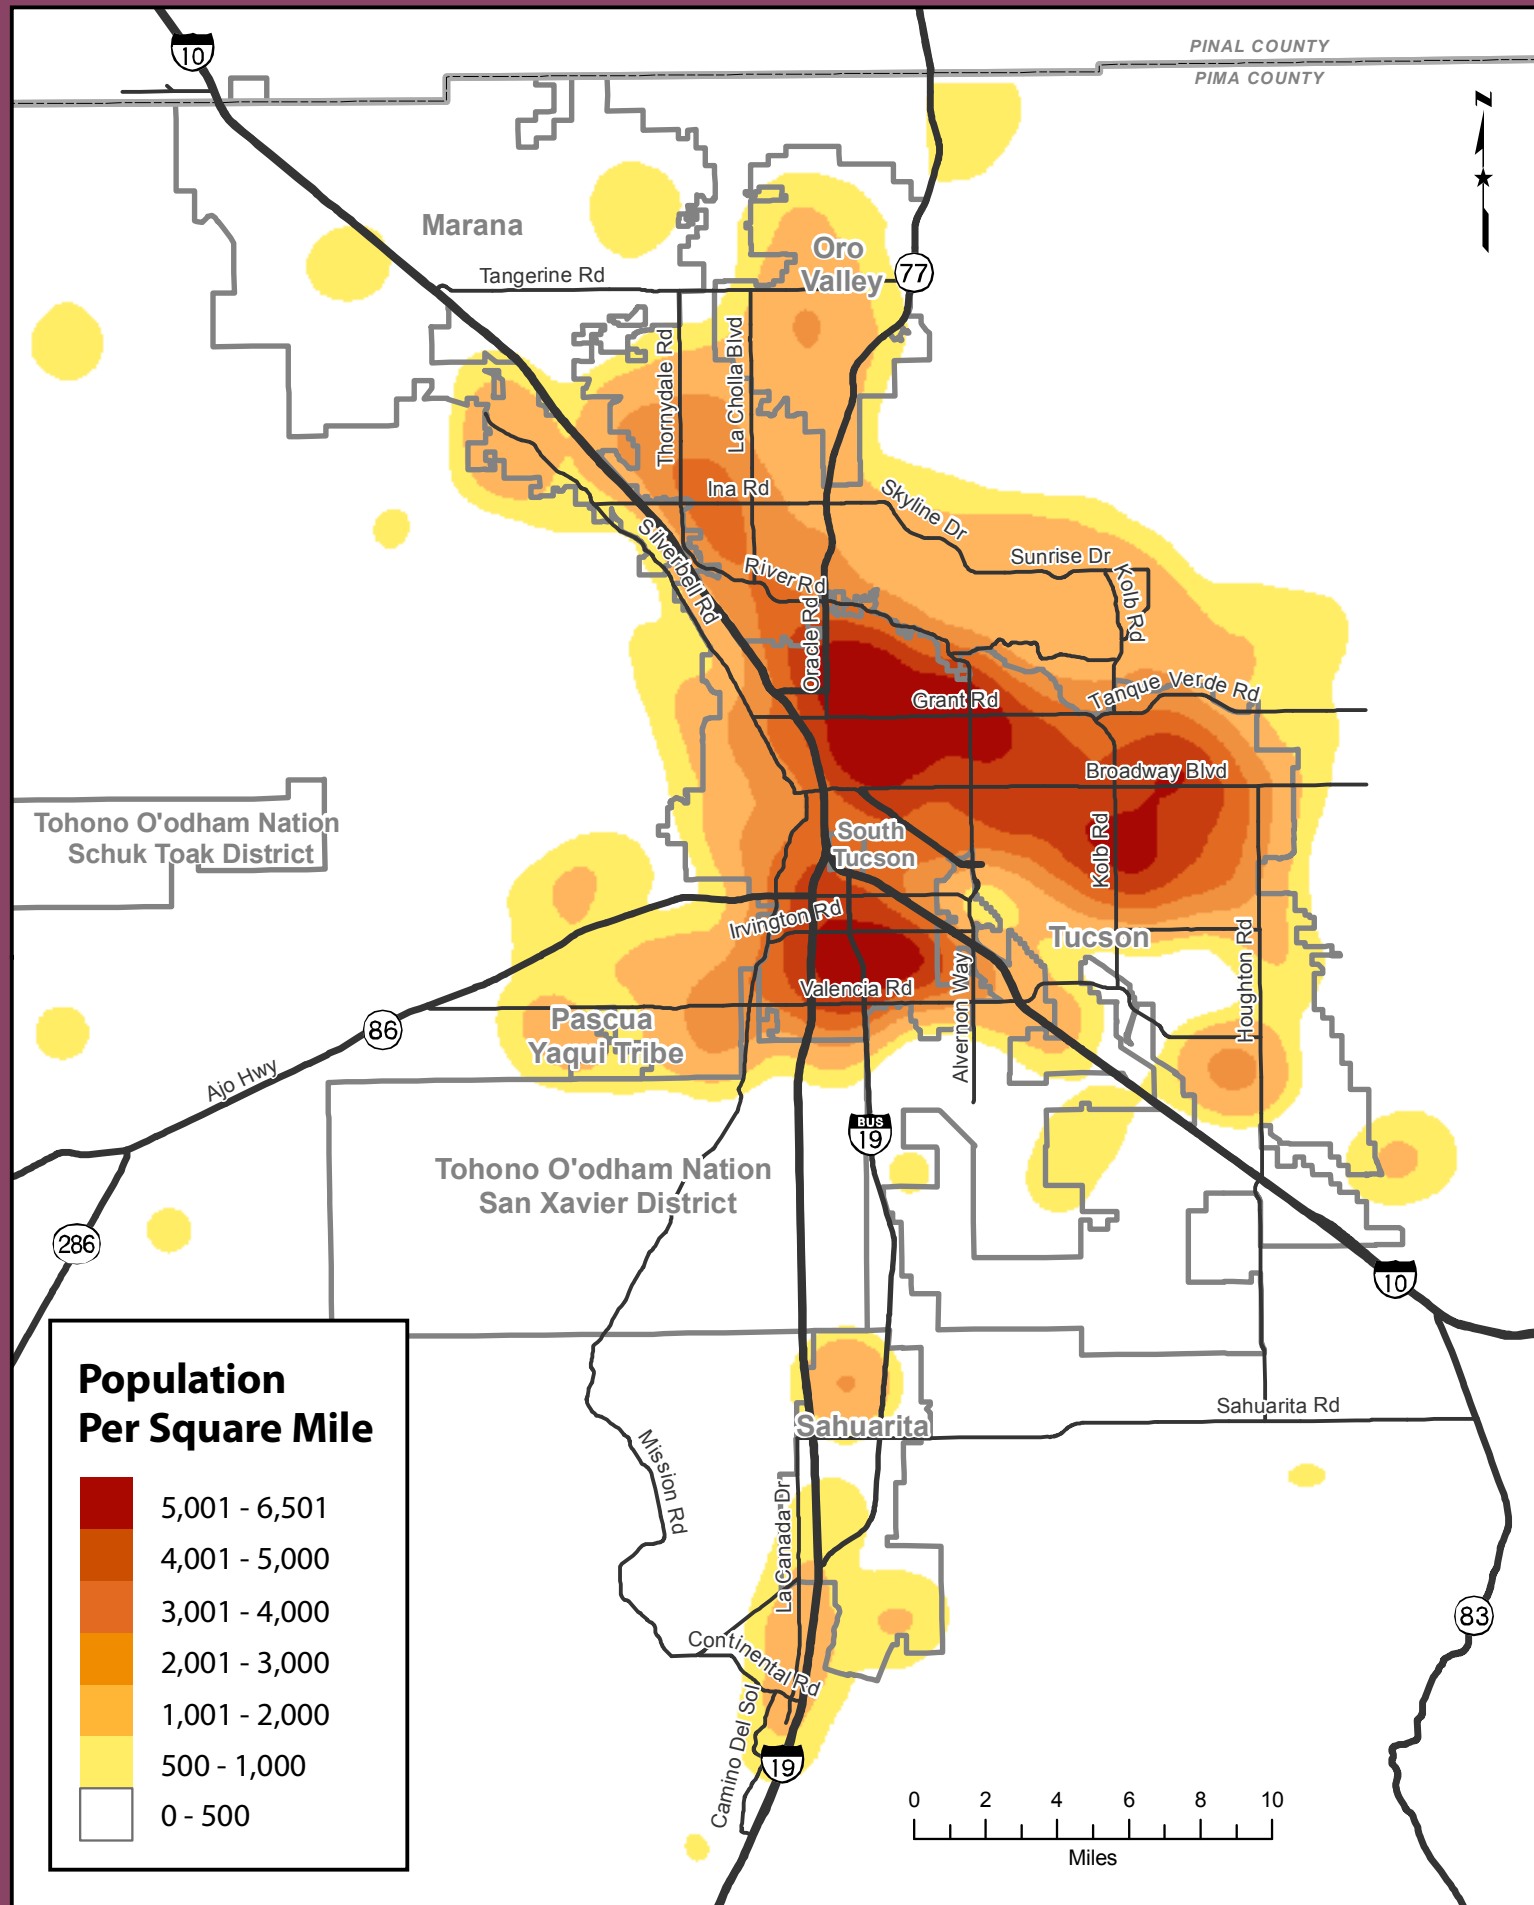 10
PINAL COUNTY
PIMA COUNTY
N
Marana
Oro
Valley
77
Tangerine Rd
Thornydale Rd
La Cholla Blvd
Ina Rd
Skyline Dr
Sunrise Dr
Kolb Rd
Silverbell Rd
River Rd
Oracle Rd
Grant Rd
Tanque Verde Rd
Broadway Blvd
Tohono O'odham Nation
Schuk Toak District
South
Tucson
Kolb Rd
Irvington Rd
Tucson
Houghton Rd
Valencia Rd
Alvernon Way
Pascua
Yaqui Tribe
86
Ajo Hwy
BUS
19
Tohono O'odham Nation
San Xavier District
286
10
Sahuarita Rd
Sahuarita
Mission Rd
La Canada Dr
83
Continental Rd
Camino Del Sol
19
Population
Per Square Mile
5,001 - 6,501
4,001 - 5,000
3,001 - 4,000
2,001 - 3,000
1,001 - 2,000
500 - 1,000
0 - 500
0 2 4 6 8 10
Miles